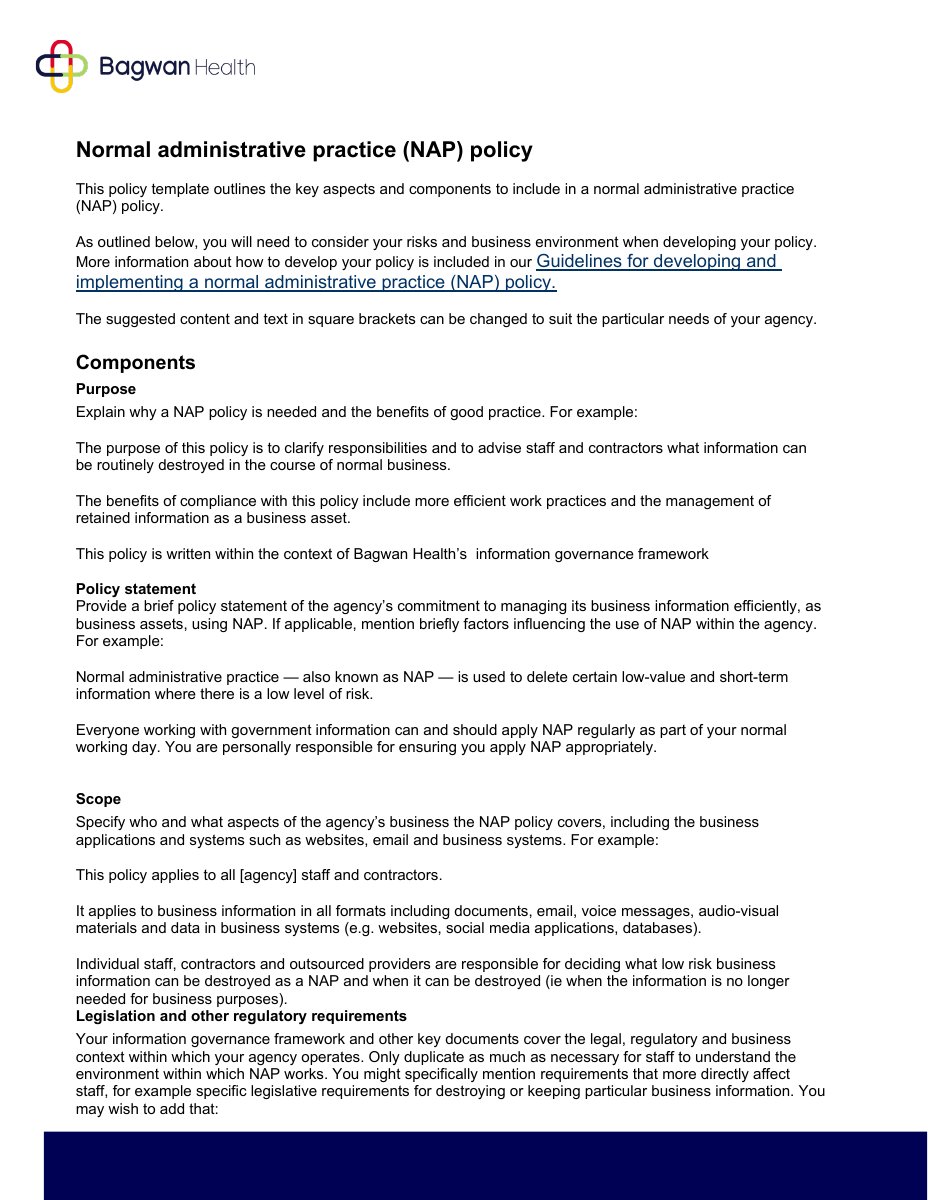 Bagwan Health
Normal administrative practice (NAP) policy
This policy template outlines the key aspects and components to include in a normal administrative practice
(NAP) policy.
As outlined below, you will need to consider your risks and business environment when developing your policy.
More information about how to develop your policy is included in our Guidelines for developing and
implementing a normal administrative practice (NAP) policy.
The suggested content and text in square brackets can be changed to suit the particular needs of your agency.
Components
Purpose
Explain why a NAP policy is needed and the benefits of good practice. For example:
The purpose of this policy is to clarify responsibilities and to advise staff and contractors what information can
be routinely destroyed in the course of normal business.
The benefits of compliance with this policy include more efficient work practices and the management of
retained information as a business asset.
This policy is written within the context of Bagwan Health’s  information governance framework
Policy statement
Provide a brief policy statement of the agency’s commitment to managing its business information efficiently, as
business assets, using NAP. If applicable, mention briefly factors influencing the use of NAP within the agency.
For example:
Normal administrative practice — also known as NAP — is used to delete certain low-value and short-term
information where there is a low level of risk.
Everyone working with government information can and should apply NAP regularly as part of your normal
working day. You are personally responsible for ensuring you apply NAP appropriately.
Scope
Specify who and what aspects of the agency’s business the NAP policy covers, including the business
applications and systems such as websites, email and business systems. For example:
This policy applies to all [agency] staff and contractors.
It applies to business information in all formats including documents, email, voice messages, audio-visual
materials and data in business systems (e.g. websites, social media applications, databases).
Individual staff, contractors and outsourced providers are responsible for deciding what low risk business
information can be destroyed as a NAP and when it can be destroyed (ie when the information is no longer
needed for business purposes).
Legislation and other regulatory requirements
Your information governance framework and other key documents cover the legal, regulatory and business
context within which your agency operates. Only duplicate as much as necessary for staff to understand the
environment within which NAP works. You might specifically mention requirements that more directly affect
staff, for example specific legislative requirements for destroying or keeping particular business information. You
may wish to add that: